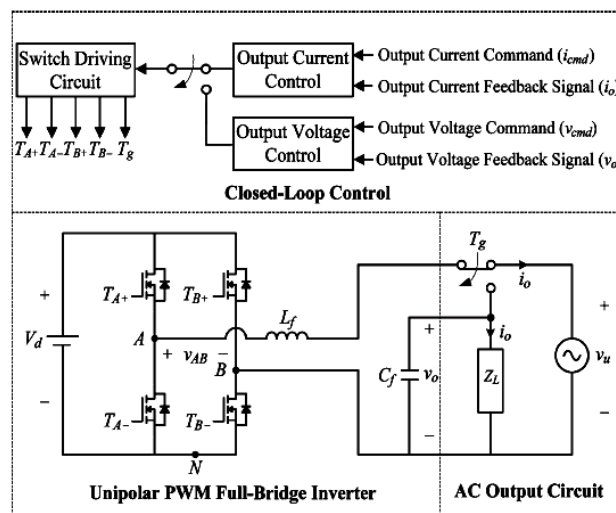 Switch Driving
Circuit
Output Current
Control
Output Current Command (icmd)
Output Current Feedback Signal (io)
Output Voltage
Control
Output Voltage Command (vcmd)
Output Voltage Feedback Signal (vo
TA+ TA− TB+ TB− Tg
Closed-Loop Control
Tg
io
+
Vd
−
TA+
TB+
Lf
A
+ vAB −
B
TA−
TB−
N
+
Cf
vo
−
io
ZL
+
vu
−
Unipolar PWM Full-Bridge Inverter
AC Output Circuit